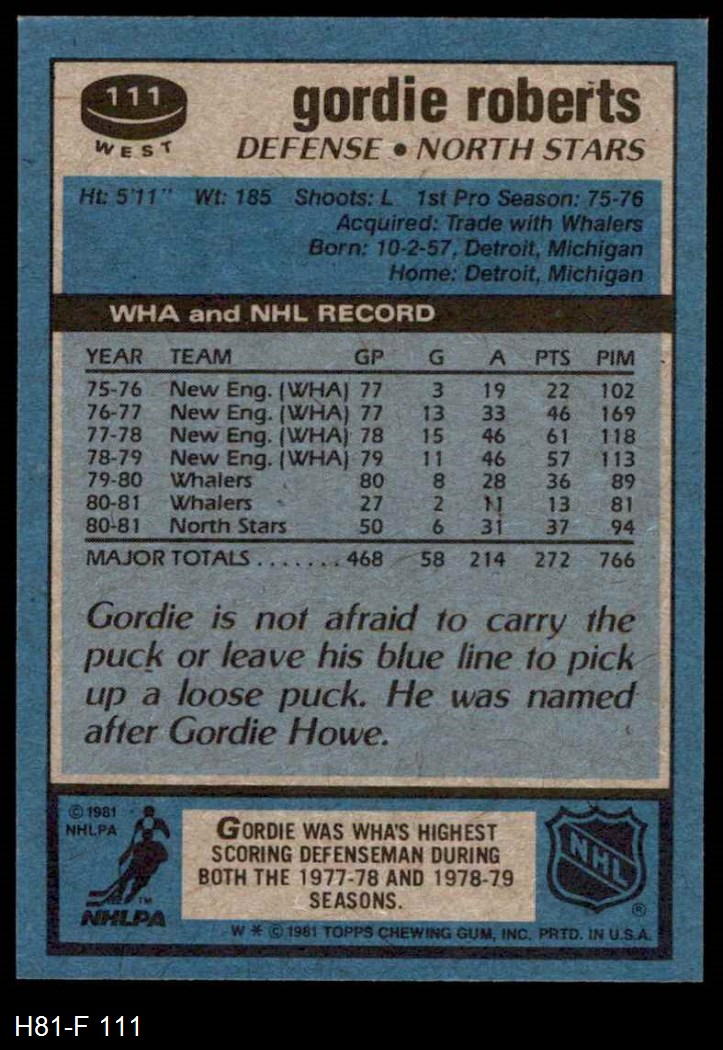 111
WEST
gordie roberts
DEFENSE • NORTH STARS
Ht: 5'11" Wt: 185 Shoots: L 1st Pro Season: 75-76
Acquired: Trade with Whalers
Born: 10-2-57, Detroit, Michigan
Home: Detroit, Michigan
WHA and NHL RECORD
YEAR TEAM GP G A PTS PIM
75-76 New Eng. (WHA) 77 3 19 22 102
76-77 New Eng. (WHA) 77 13 33 46 169
77-78 New Eng. (WHA) 78 15 46 61 118
78-79 New Eng. (WHA) 79 11 46 57 113
79-80 Whalers 80 8 28 36 89
80-81 Whalers 27 2 11 13 81
80-81 North Stars 50 6 31 37 94
MAJOR TOTALS ....... 468 58 214 272 766
Gordie is not afraid to carry the
puck or leave his blue line to pick
up a loose puck. He was named
after Gordie Howe.
© 1981
NHLPA
TM
NHLPA
GORDIE WAS WHA'S HIGHEST
SCORING DEFENSEMAN DURING
BOTH THE 1977-78 AND 1978-79
SEASONS.
NHL
®
W * © 1981 TOPPS CHEWING GUM, INC. PRTD. IN U.S.A.
H81-F 111